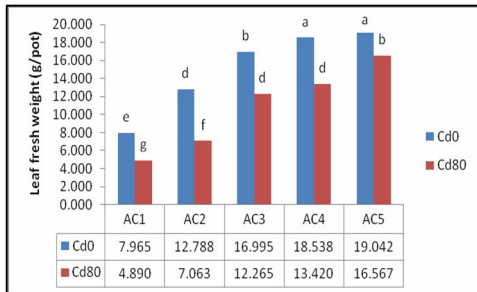 Leaf fresh weight (g/pot)
20.000
18.000
16.000
14.000
12.000
10.000
8.000
6.000
4.000
2.000
0.000
e
g
d
f
b
d
a
d
a
b
Cd0
Cd80
AC1 AC2 AC3 AC4 AC5
Cd0 7.965 12.788 16.995 18.538 19.042
Cd80 4.890 7.063 12.265 13.420 16.567